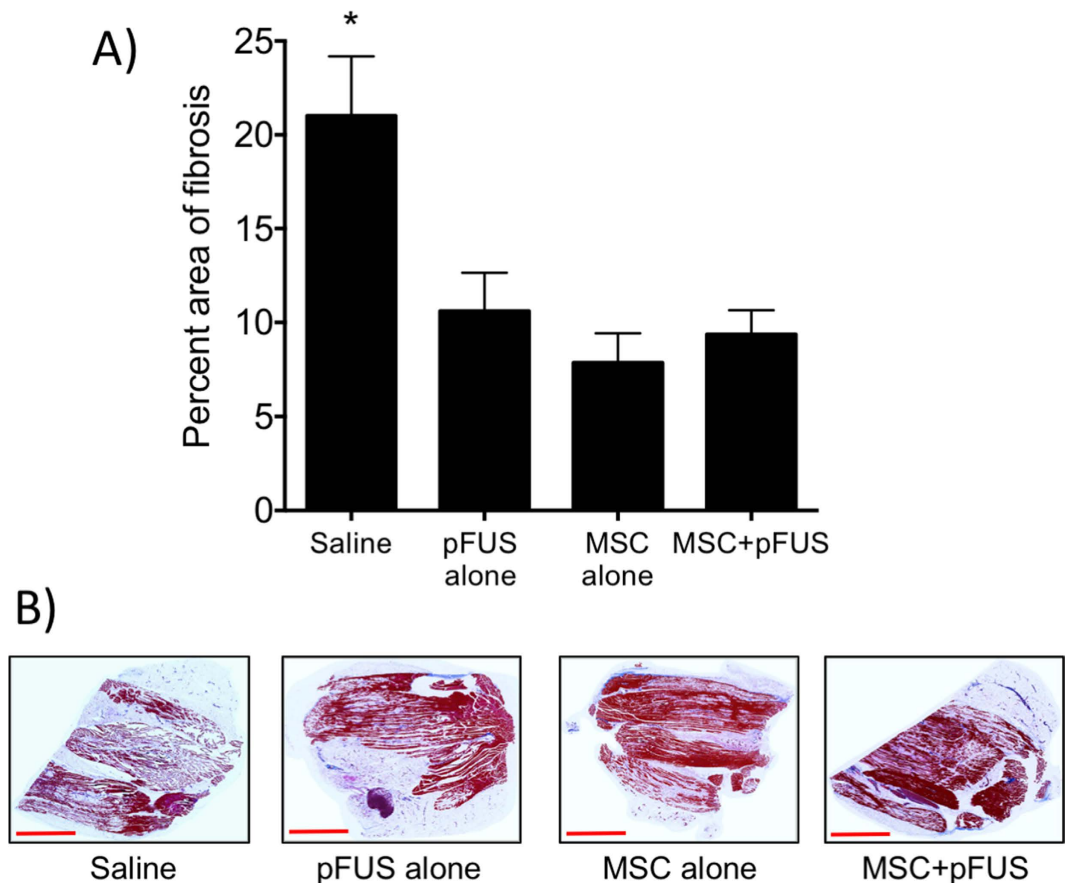 A)
*
Percent area of fibrosis
25
20
15
10
5
0
Saline
pFUS
alone
MSC
alone
MSC+pFUS
B)
Saline
pFUS alone
MSC alone
MSC+pFUS